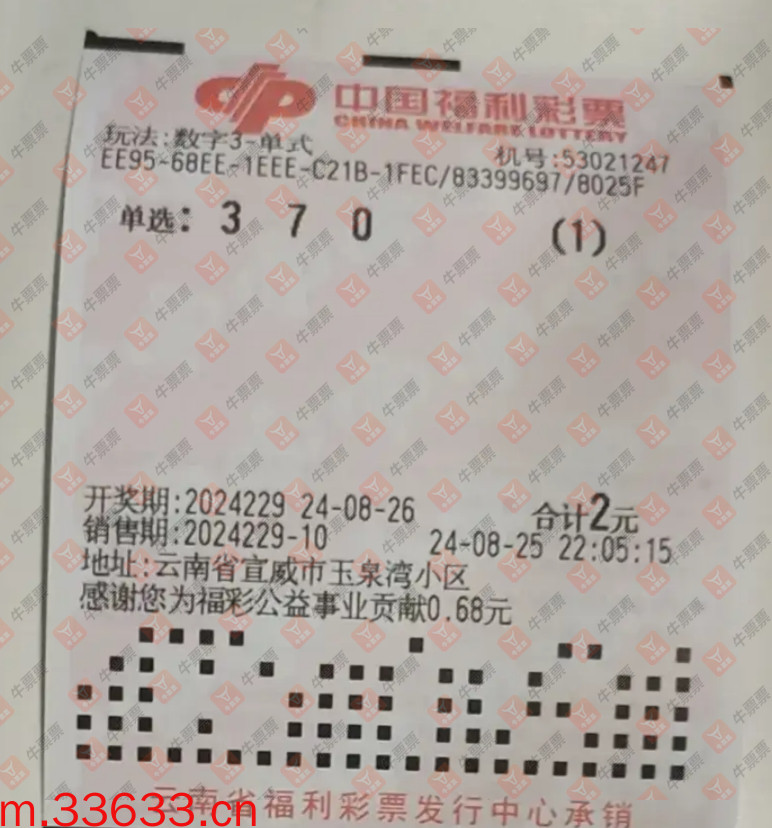 中国福利彩票
CHINA WELFARE LOTTERY
玩法:数字3-单式
机号:53021247
EE95-68EE-1EEE-C21B-1FEC/83399697/8025F
单选: 3 7 0 (1)
开奖期:2024229 24-08-26 合计2元
销售期:2024229-10 24-08-25 22:05:15
地址:云南省宣威市玉泉湾小区
感谢您为福彩公益事业贡献0.68元
云南省福利彩票发行中心承销
m.33633.cn
牛票票